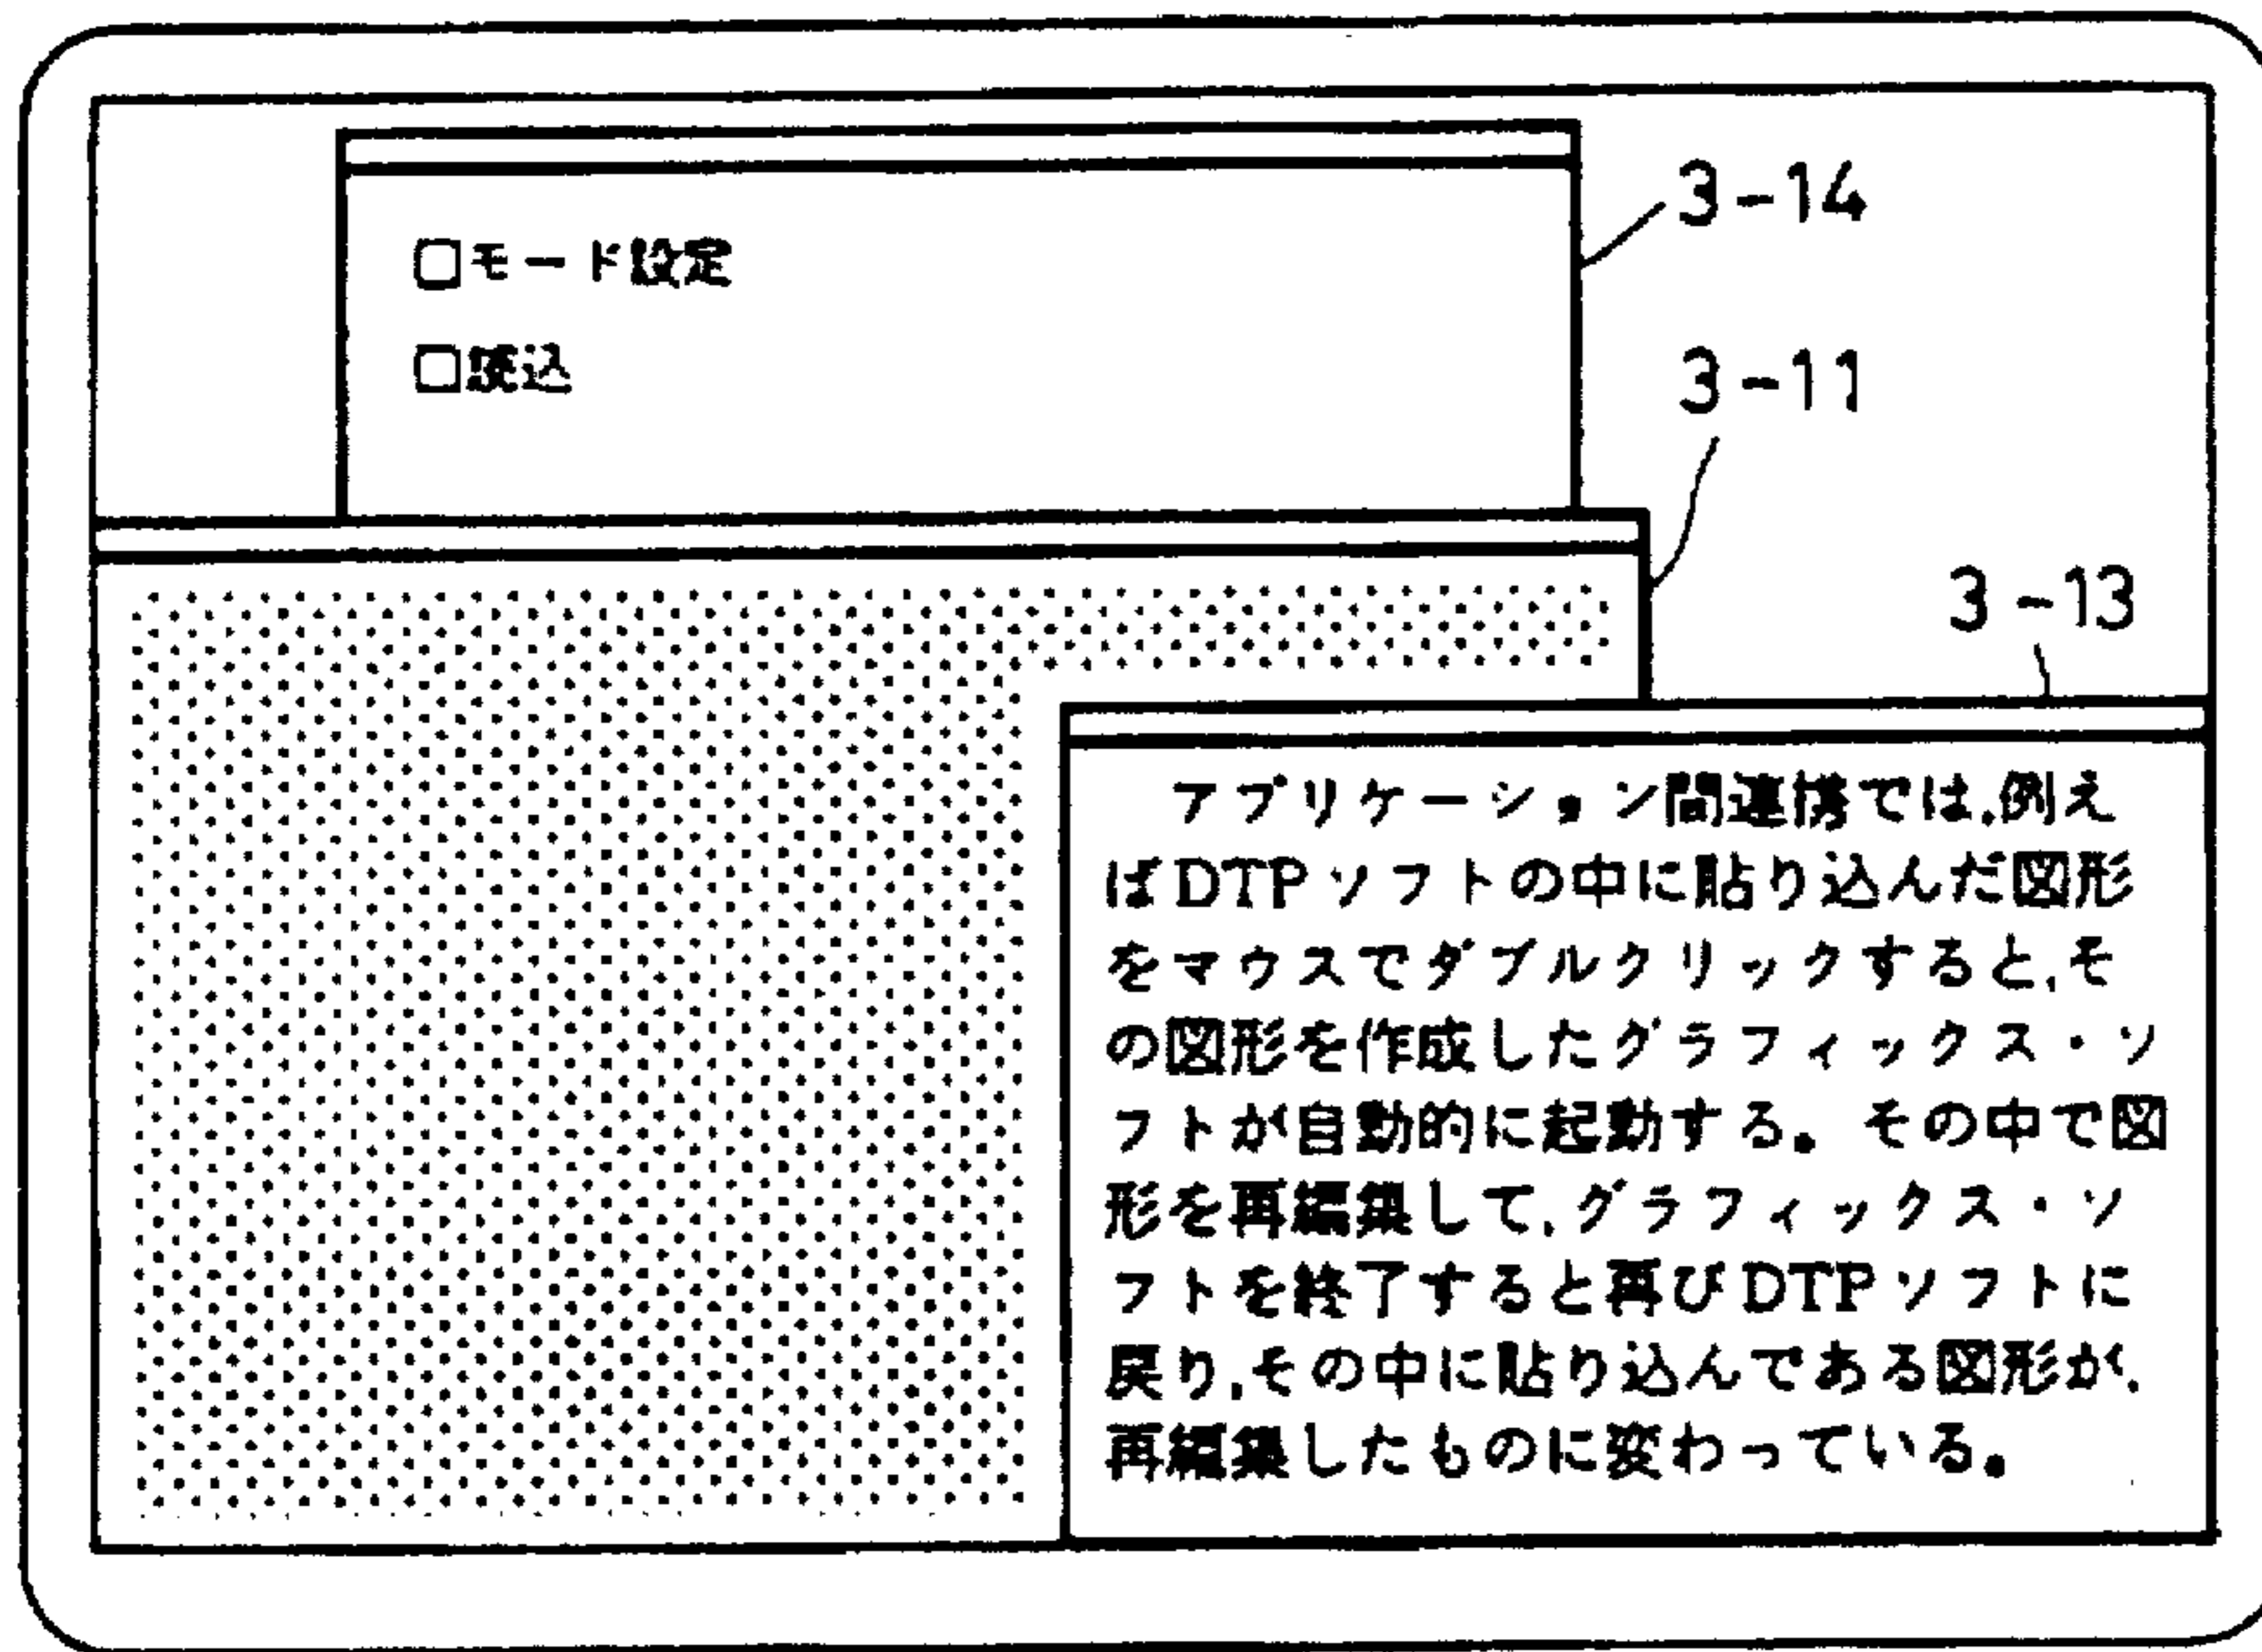 □モード設定
□読込
3-14
3-11
3-13
アプリケーション間連携では,例え
ばDTPソフトの中に貼り込んだ図形
をマウスでダブルクリックすると,そ
の図形を作成したグラフィックス・ソ
フトが自動的に起動する。その中で図
形を再編集して,グラフィックス・ソ
フトを終了すると再びDTPソフトに
戻り,その中に貼り込んである図形が,
再編集したものに変わっている。